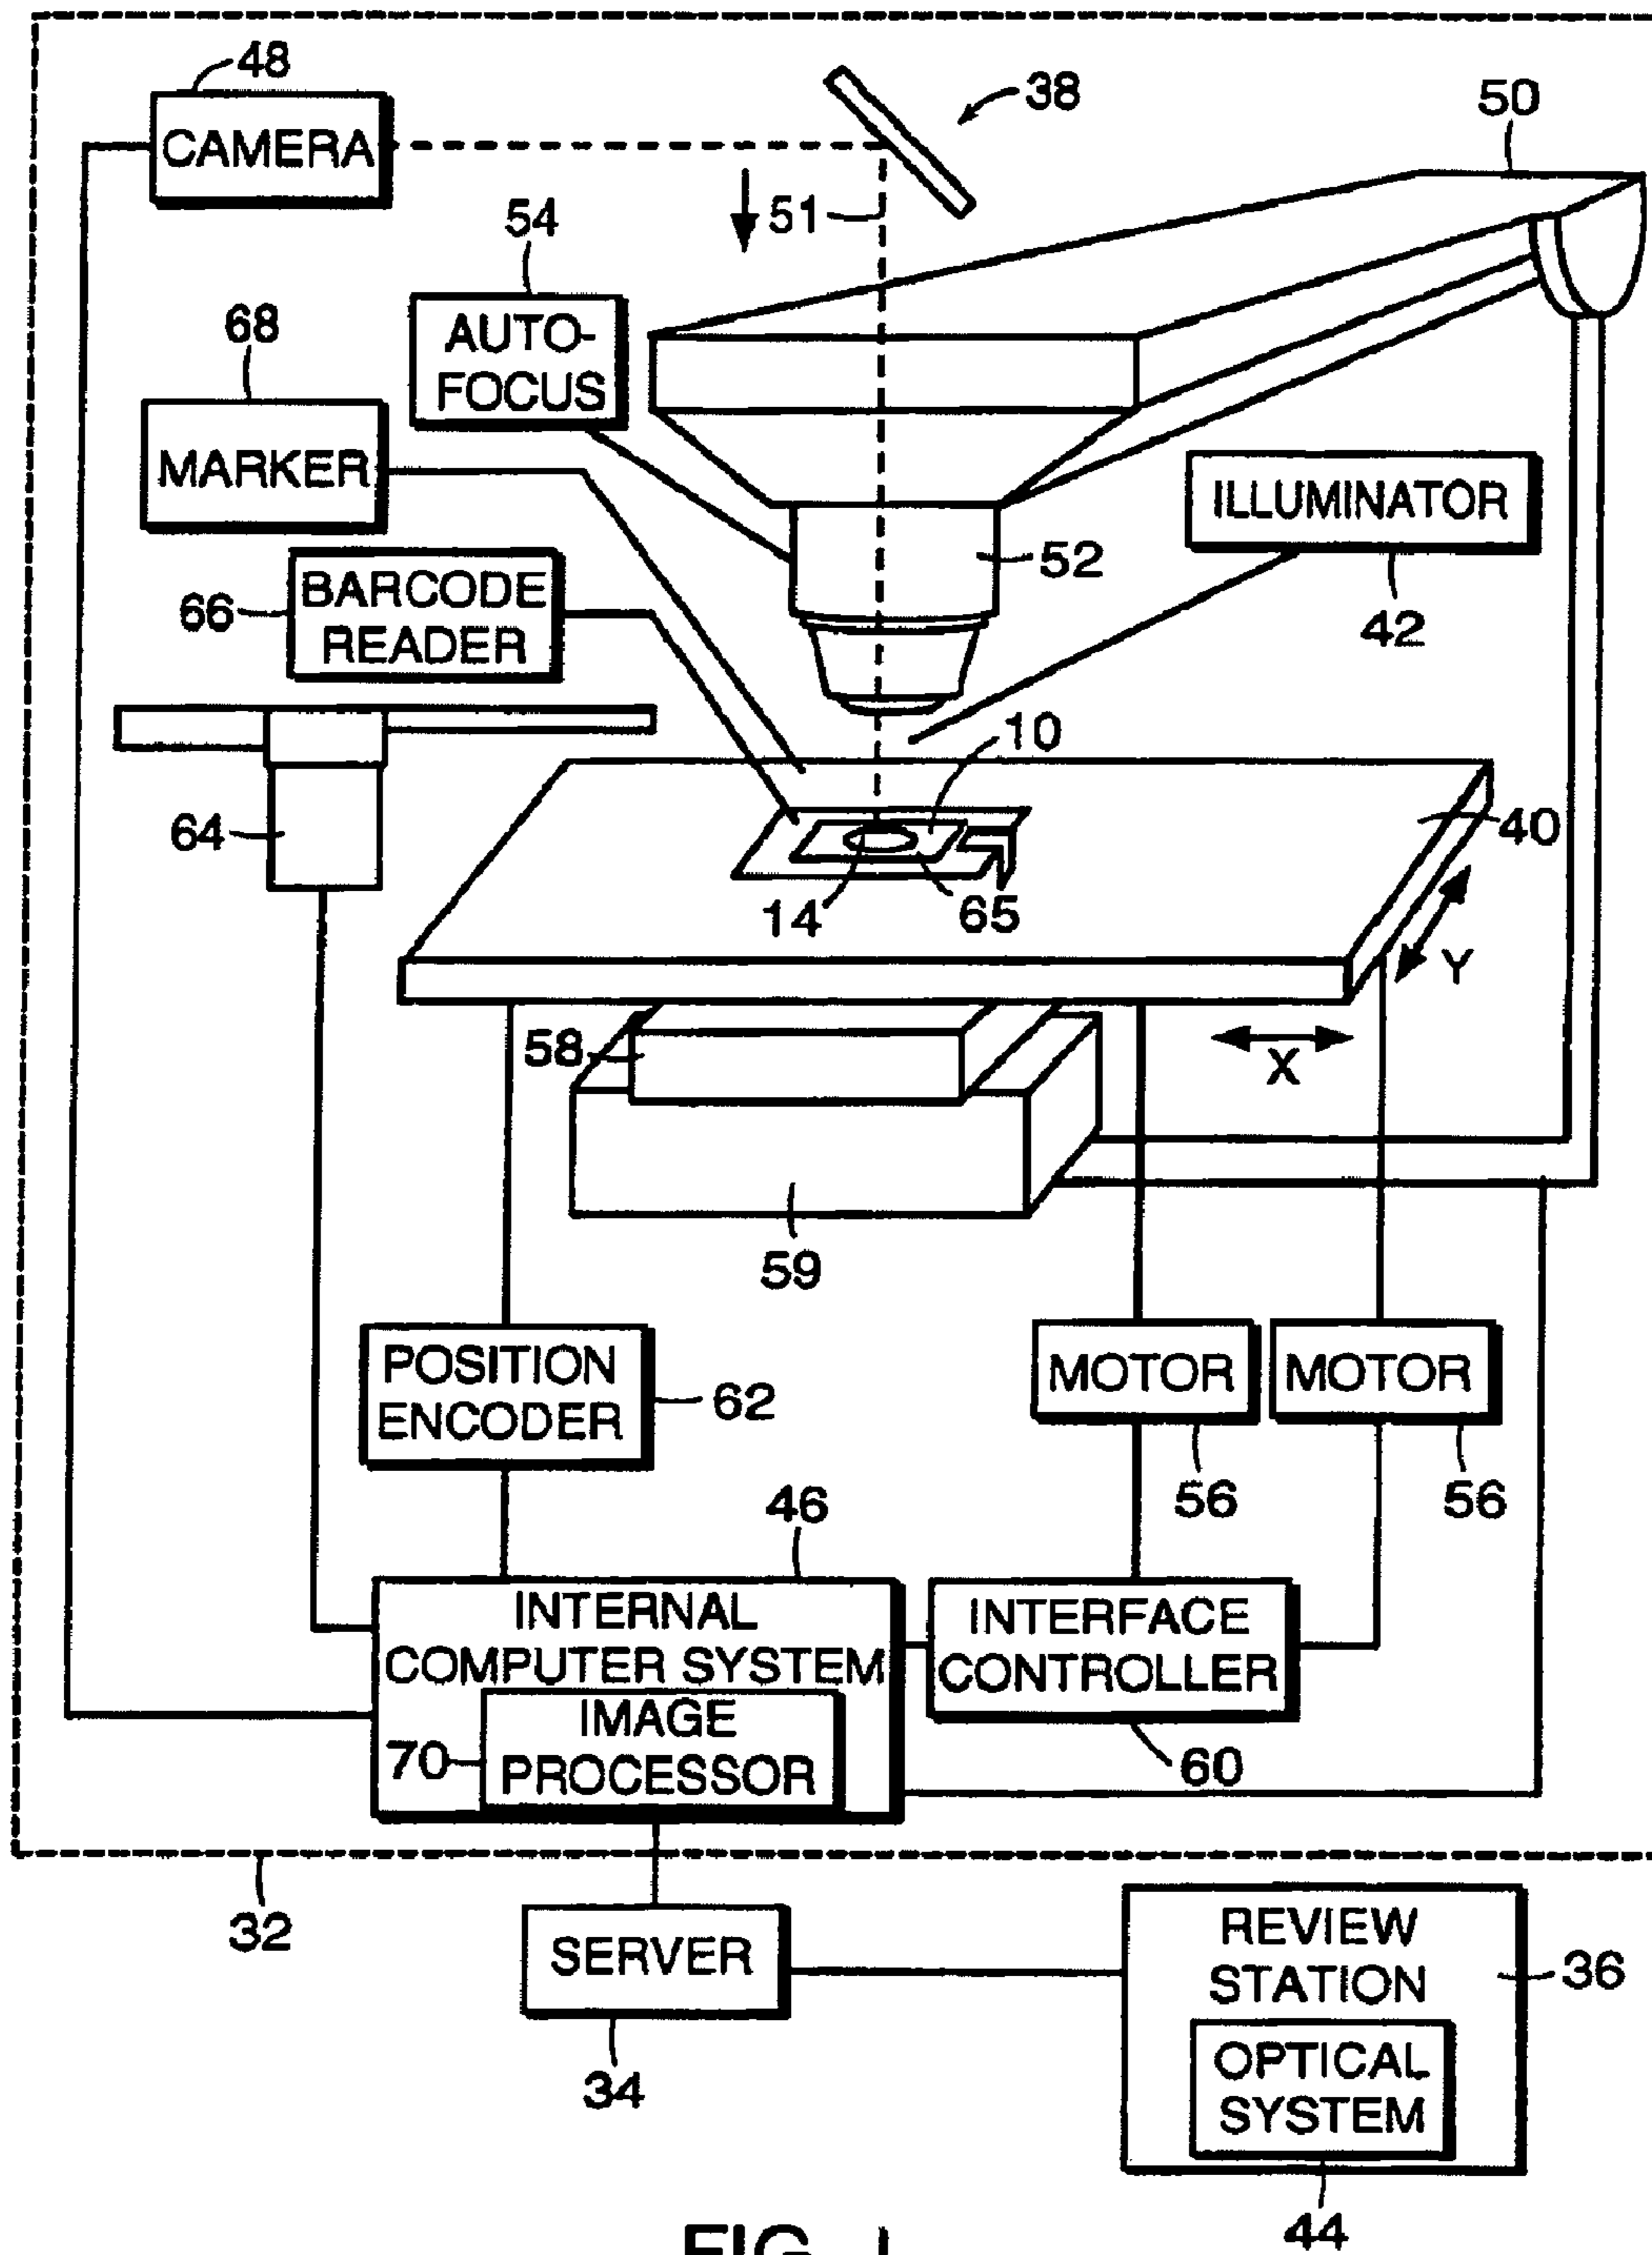 48
CAMERA
38
50
51
54
AUTO-
FOCUS
68
MARKER
ILLUMINATOR
42
52
66
BARCODE
READER
10
64
40
14
65
Y
X
58
59
POSITION
ENCODER
62
MOTOR
MOTOR
56
56
46
INTERNAL
COMPUTER SYSTEM
IMAGE
PROCESSOR
70
INTERFACE
CONTROLLER
60
32
SERVER
34
REVIEW
STATION
36
OPTICAL
SYSTEM
44
FIG. 1